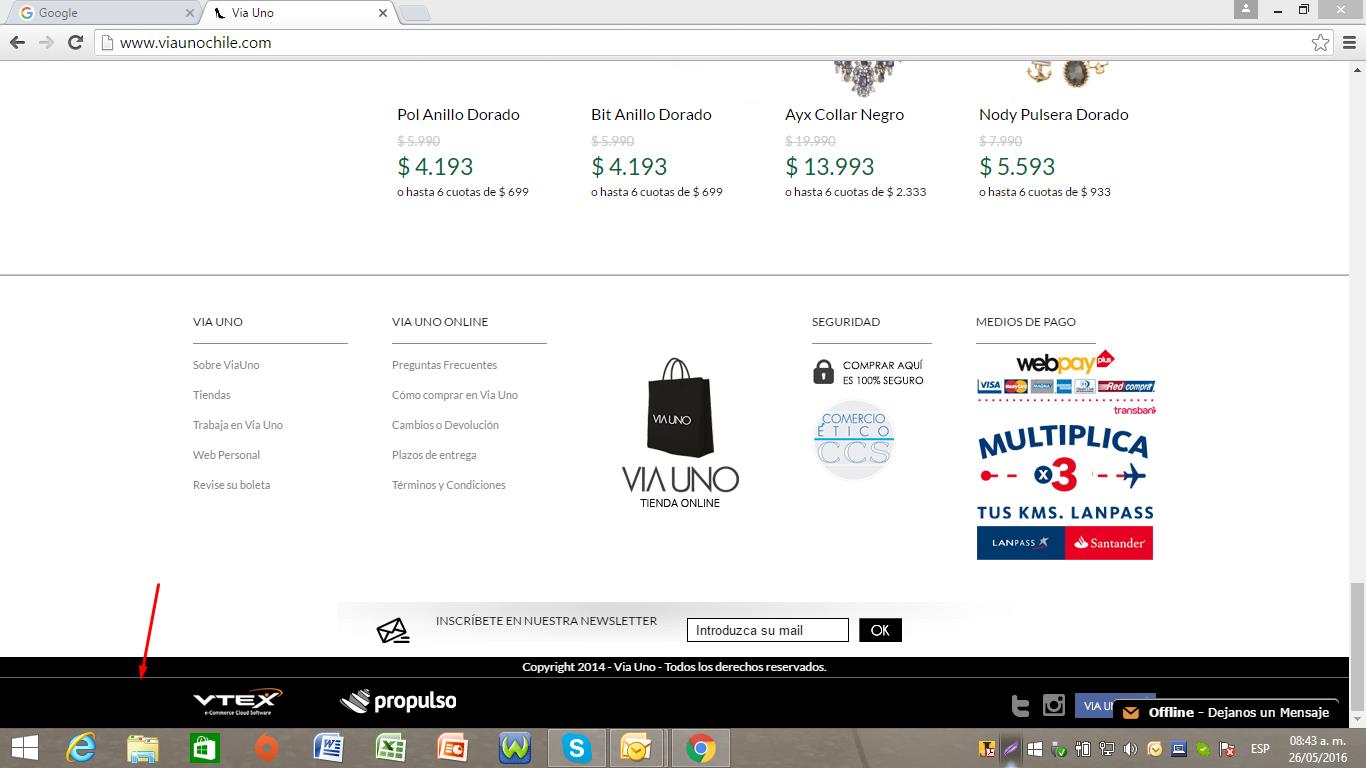 Google
Via Uno
www.viaunochile.com
Pol Anillo Dorado
$ 5.990
$ 4.193
o hasta 6 cuotas de $ 699
Bit Anillo Dorado
$ 5.990
$ 4.193
o hasta 6 cuotas de $ 699
Ayx Collar Negro
$ 19.990
$ 13.993
o hasta 6 cuotas de $ 2.333
Nody Pulsera Dorado
$ 7.990
$ 5.593
o hasta 6 cuotas de $ 933
VIA UNO
Sobre ViaUno
Tiendas
Trabaja en Via Uno
Web Personal
Revise su boleta
VIA UNO ONLINE
Preguntas Frecuentes
Cómo comprar en Vía Uno
Cambios o Devolución
Plazos de entrega
Términos y Condiciones
VIA UNO
VIA UNO
TIENDA ONLINE
SEGURIDAD
COMPRAR AQUÍ
ES 100% SEGURO
COMERCIO
ÉTICO
CCS
MEDIOS DE PAGO
webpay plus
VISA MasterCard MAGNA Redcompra
transbank
MULTIPLICA
x3
TUS KMS. LANPASS
LANPASS Santander
INSCRÍBETE EN NUESTRA NEWSLETTER
Introduzca su mail
OK
Copyright 2014 - Via Uno - Todos los derechos reservados.
VTEX
e-Commerce Cloud Software
propulso
VIA U
Offline - Dejanos un Mensaje
ESP
08:43 a. m.
26/05/2016